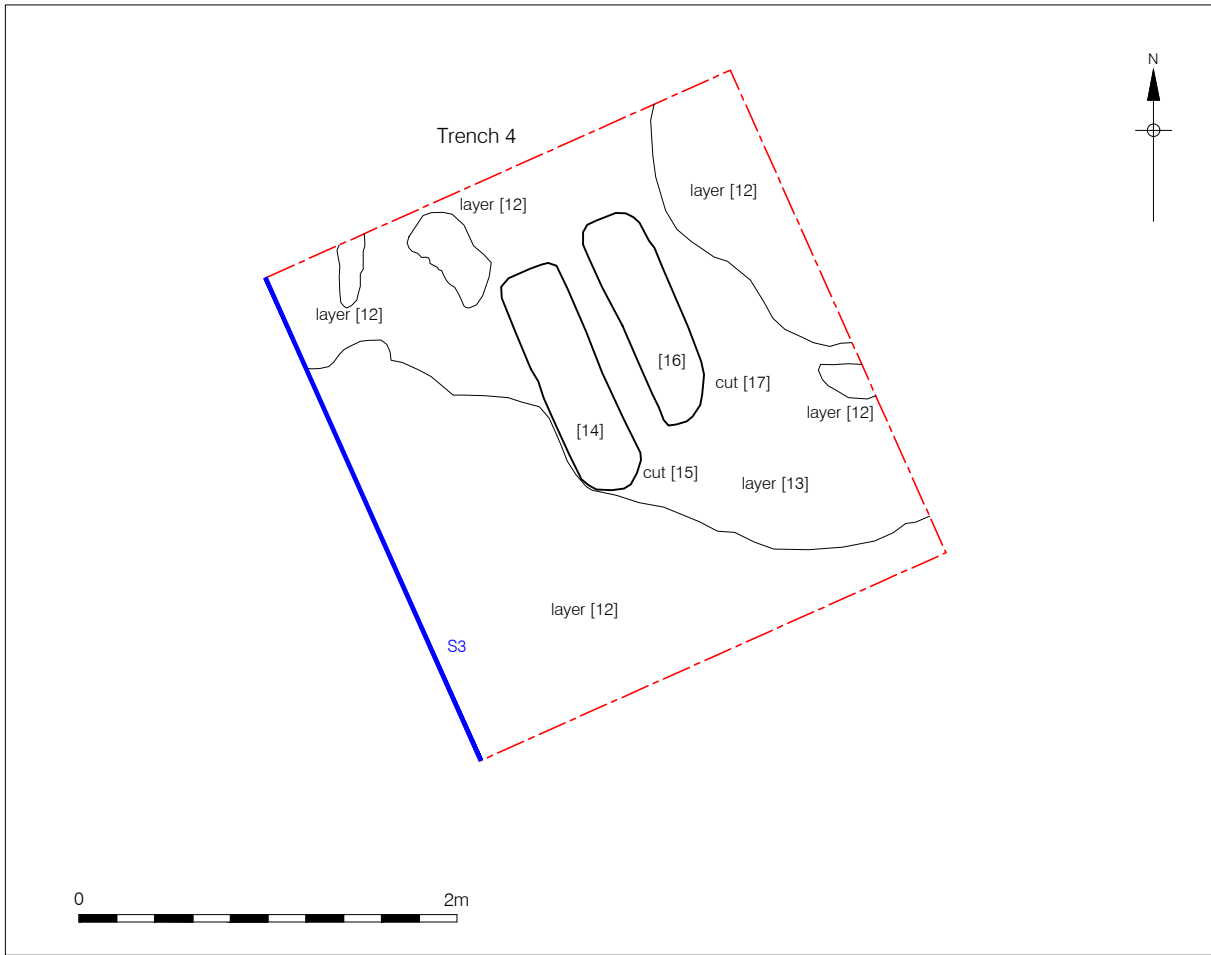 N
Trench 4
layer [12]
layer [12]
layer [12]
[16]
cut [17]
layer [12]
[14]
cut [15]
layer [13]
layer [12]
S3
0 2m